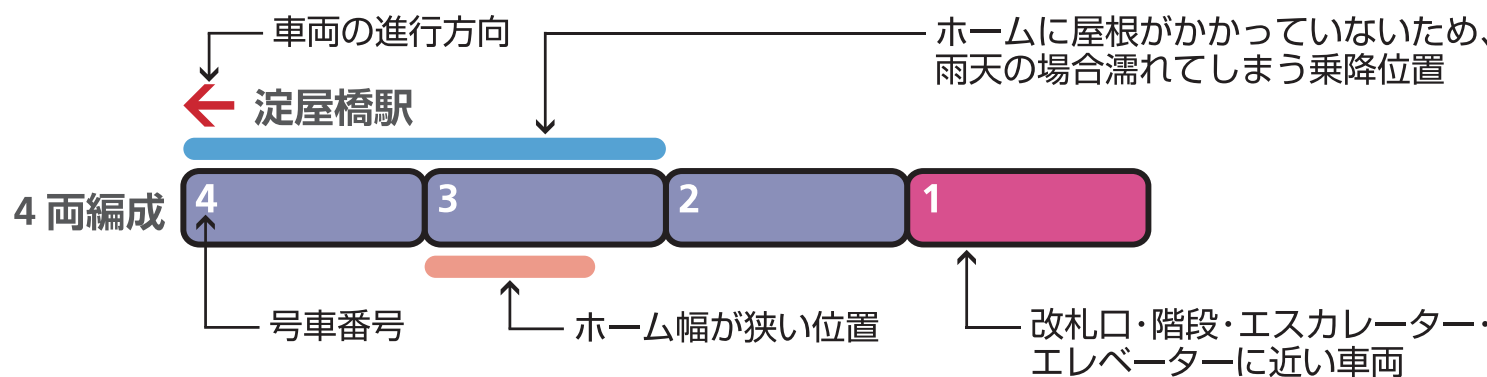 車両の進行方向
ホームに屋根がかかっていないため、
雨天の場合濡れてしまう乗降位置
淀屋橋駅
4 両編成
4
3
2
1
号車番号
ホーム幅が狭い位置
改札口・階段・エスカレーター・
エレベーターに近い車両